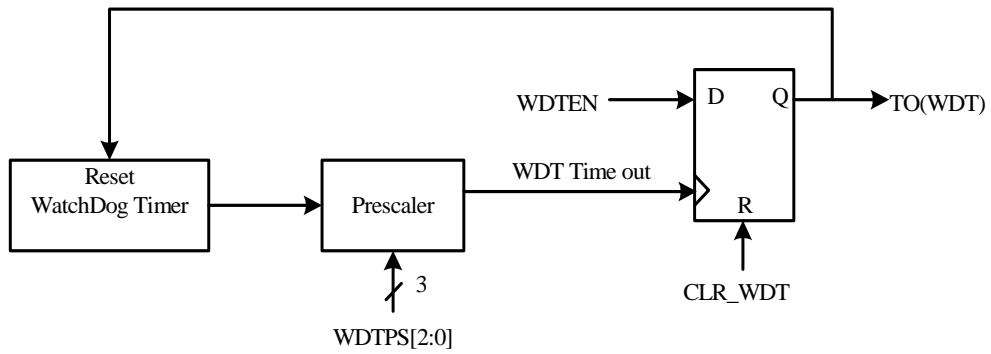 WDTEN
D
Q
TO(WDT)
Reset
WatchDog Timer
Prescaler
WDT Time out
R
3
CLR_WDT
WDTPS[2:0]